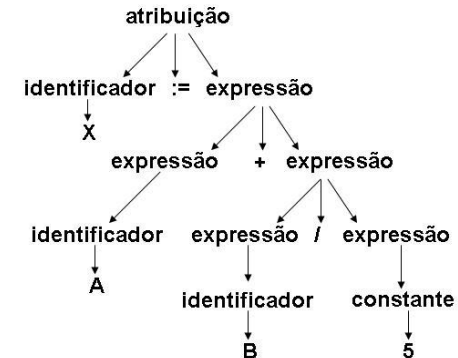 atribuição
identificador := expressão
X
expressão + expressão
identificador expressão / expressão
A
identificador constante
B 5